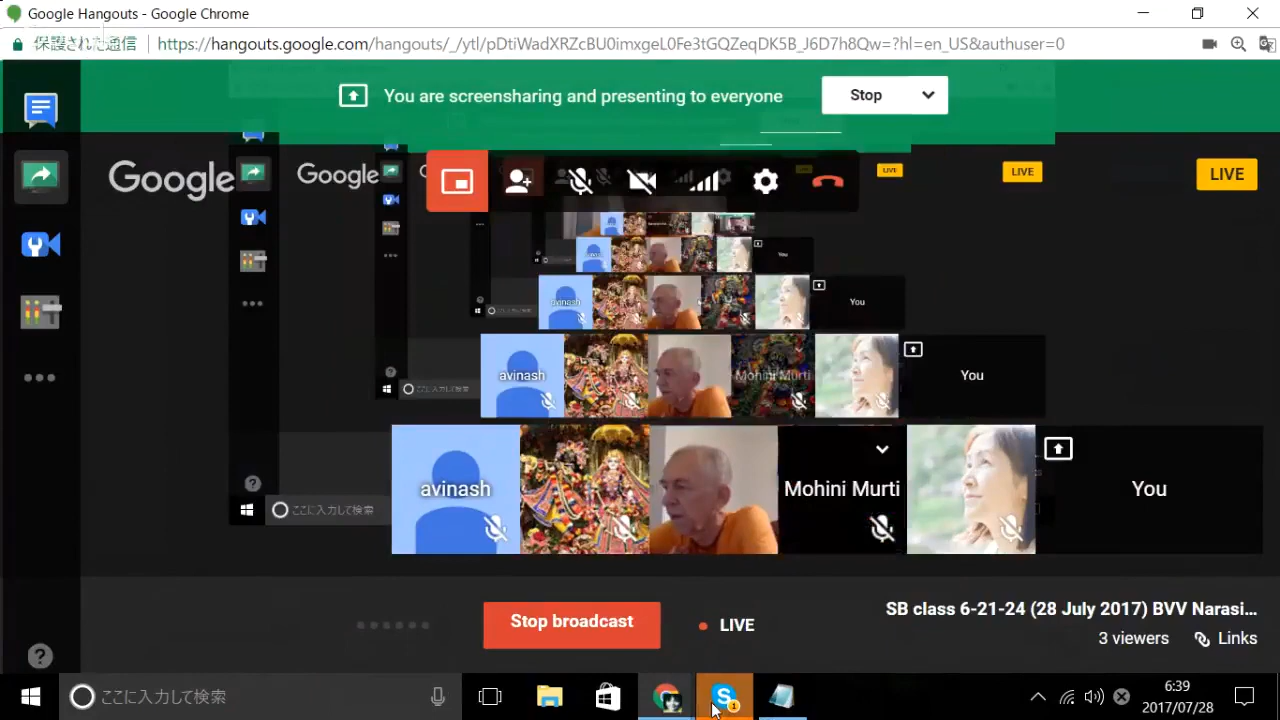 Google Hangouts - Google Chrome
保護された通信
https://hangouts.google.com/hangouts/_/ytl/pDtiWadXRZcBU0imxgeL0Fe3tGQZeqDK5B_J6D7h8Qw=?hl=en_US&authuser=0
You are screensharing and presenting to everyone
Stop
Google
Google
G
LIVE
LIVE
LIVE
LIVE
You
avinash
You
avinash
Mohini Murti
You
ここに入力して検索
avinash
Mohini Murti
You
ここに入力して検索
Stop broadcast
LIVE
SB class 6-21-24 (28 July 2017) BVV Narasi...
3 viewers
Links
ここに入力して検索
1
6:39
2017/07/28